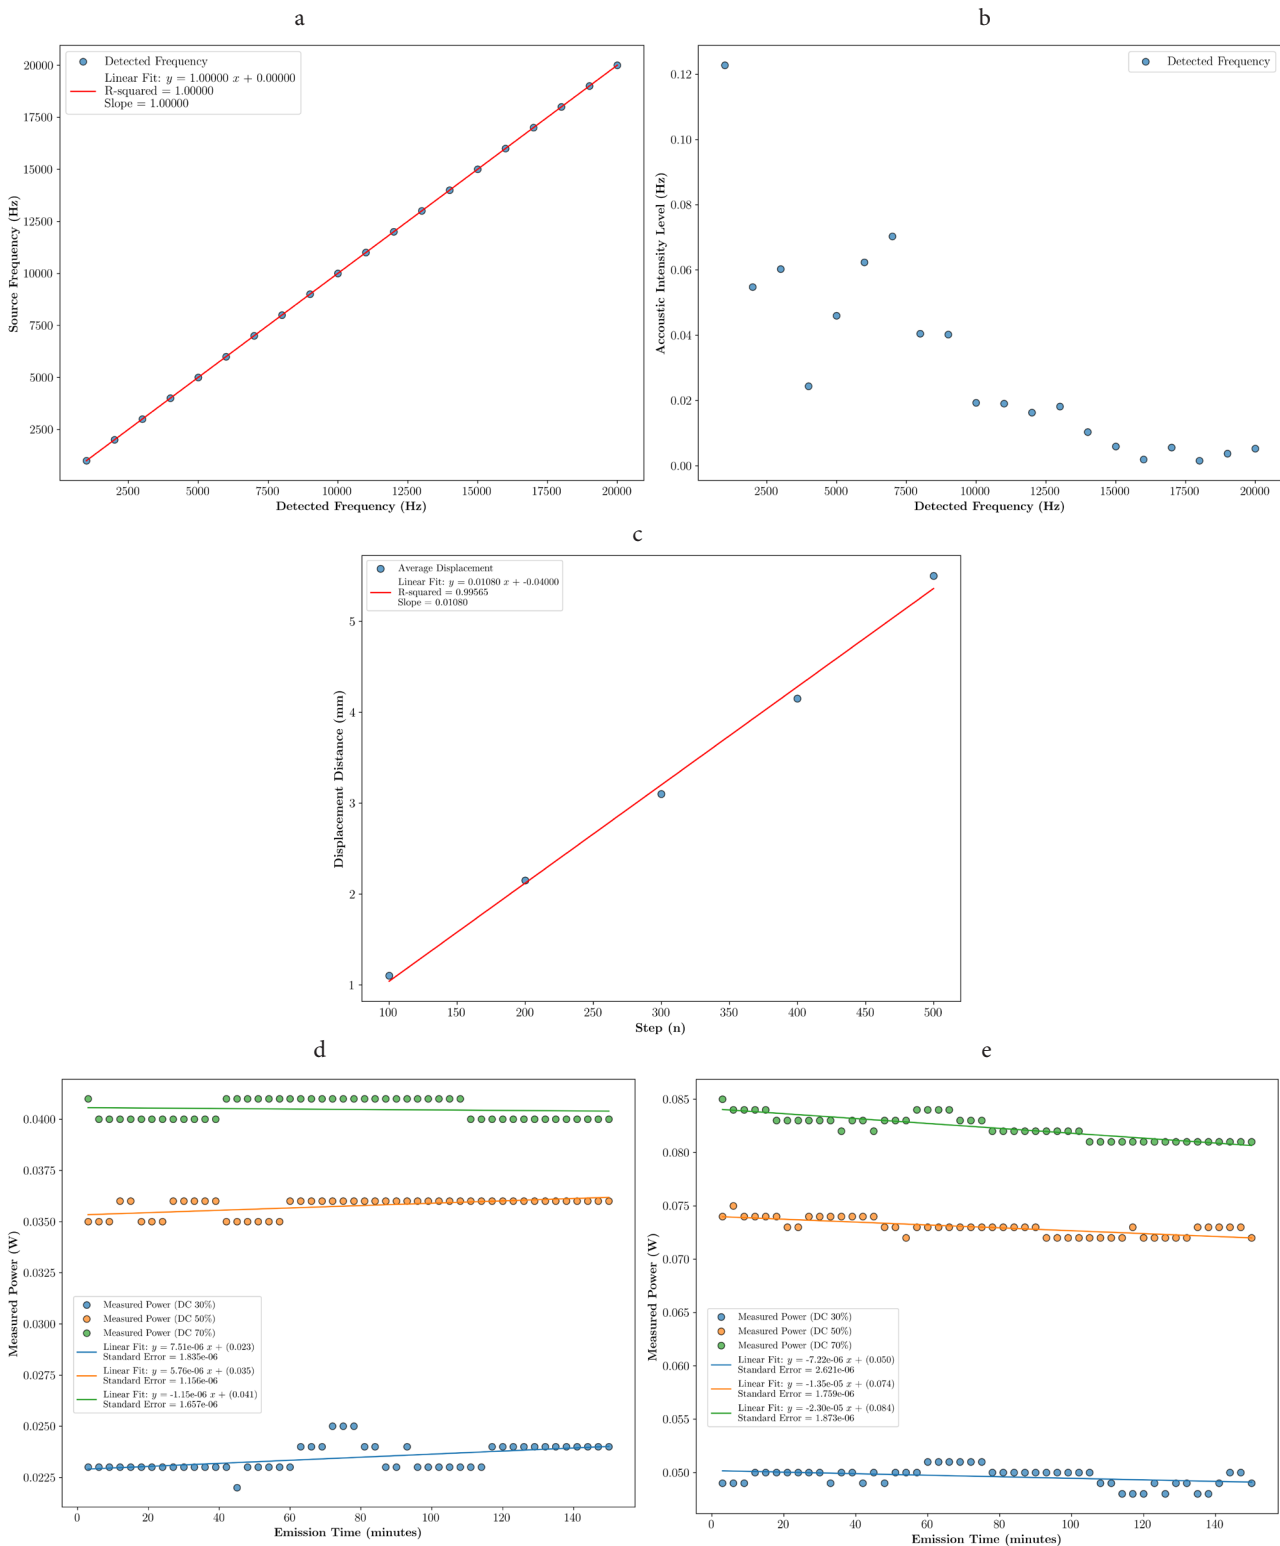 a
Detected Frequency
Linear Fit: y = 1.00000 x + 0.00000
R-squared = 1.00000
Slope = 1.00000
20000
17500
15000
12500
10000
7500
5000
2500
Source Frequency (Hz)
2500 5000 7500 10000 12500 15000 17500 20000
Detected Frequency (Hz)
b
Detected Frequency
0.12
0.10
0.08
0.06
0.04
0.02
0.00
Accoustic Intensity Level (Hz)
2500 5000 7500 10000 12500 15000 17500 20000
Detected Frequency (Hz)
c
Average Displacement
Linear Fit: y = 0.01080 x + -0.04000
R-squared = 0.99565
Slope = 0.01080
5
4
3
2
1
Displacement Distance (mm)
100 150 200 250 300 350 400 450 500
Step (n)
d
0.0400
0.0375
0.0350
0.0325
0.0300
0.0275
0.0250
0.0225
Measured Power (W)
Measured Power (DC 30%)
Measured Power (DC 50%)
Measured Power (DC 70%)
Linear Fit: y = 7.51e-06 x + (0.023)
Standard Error = 1.835e-06
Linear Fit: y = 5.76e-06 x + (0.035)
Standard Error = 1.156e-06
Linear Fit: y = -1.15e-06 x + (0.041)
Standard Error = 1.657e-06
0 20 40 60 80 100 120 140
Emission Time (minutes)
e
0.085
0.080
0.075
0.070
0.065
0.060
0.055
0.050
Measured Power (W)
Measured Power (DC 30%)
Measured Power (DC 50%)
Measured Power (DC 70%)
Linear Fit: y = -7.22e-06 x + (0.050)
Standard Error = 2.621e-06
Linear Fit: y = -1.35e-05 x + (0.074)
Standard Error = 1.759e-06
Linear Fit: y = -2.30e-05 x + (0.084)
Standard Error = 1.873e-06
0 20 40 60 80 100 120 140
Emission Time (minutes)